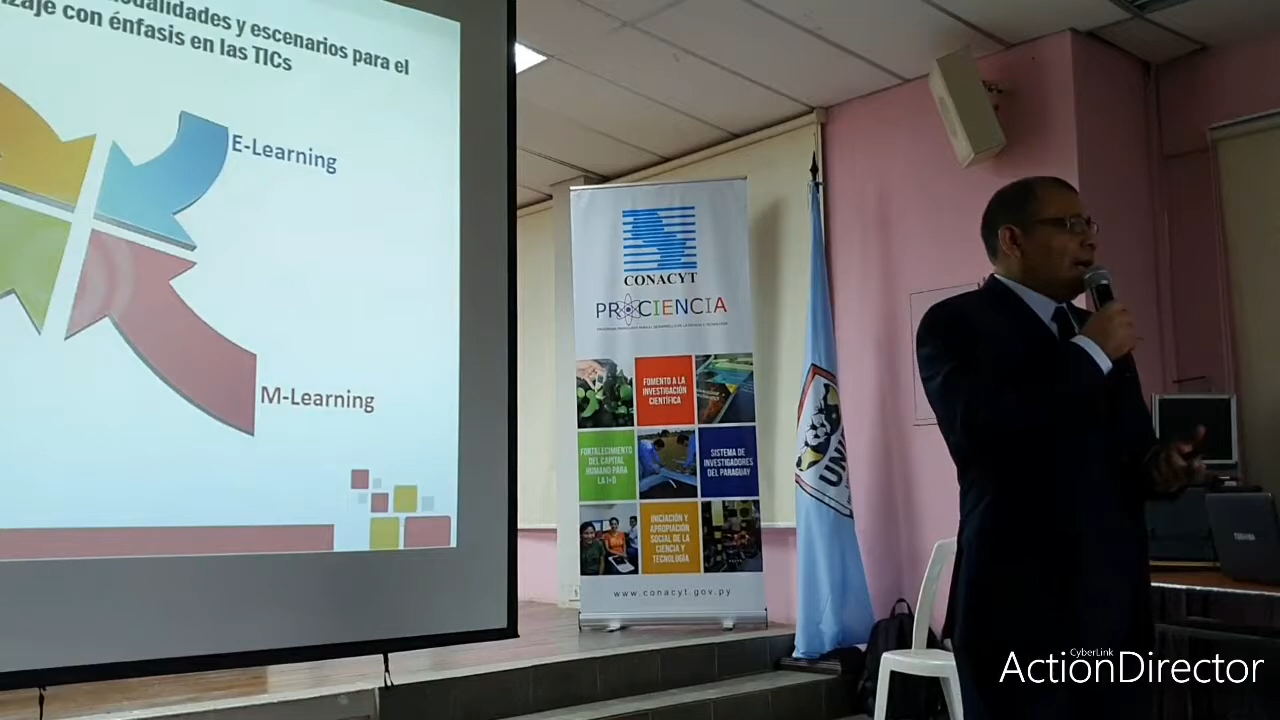 modalidades y escenarios para el
zaje con énfasis en las TICs
E-Learning
M-Learning
CONACYT
PROCIENCIA
FOMENTO A LA
INVESTIGACIÓN
CIENTÍFICA
FORTALECIMIENTO
DEL CAPITAL
HUMANO PARA
LA I+D
SISTEMA DE
INVESTIGADORES
DEL PARAGUAY
INICIACIÓN Y
APROPIACIÓN
SOCIAL DE LA
CIENCIA Y
TECNOLOGÍA
www.conacyt.gov.py
UNI
TOSHIBA
CyberLink
ActionDirector